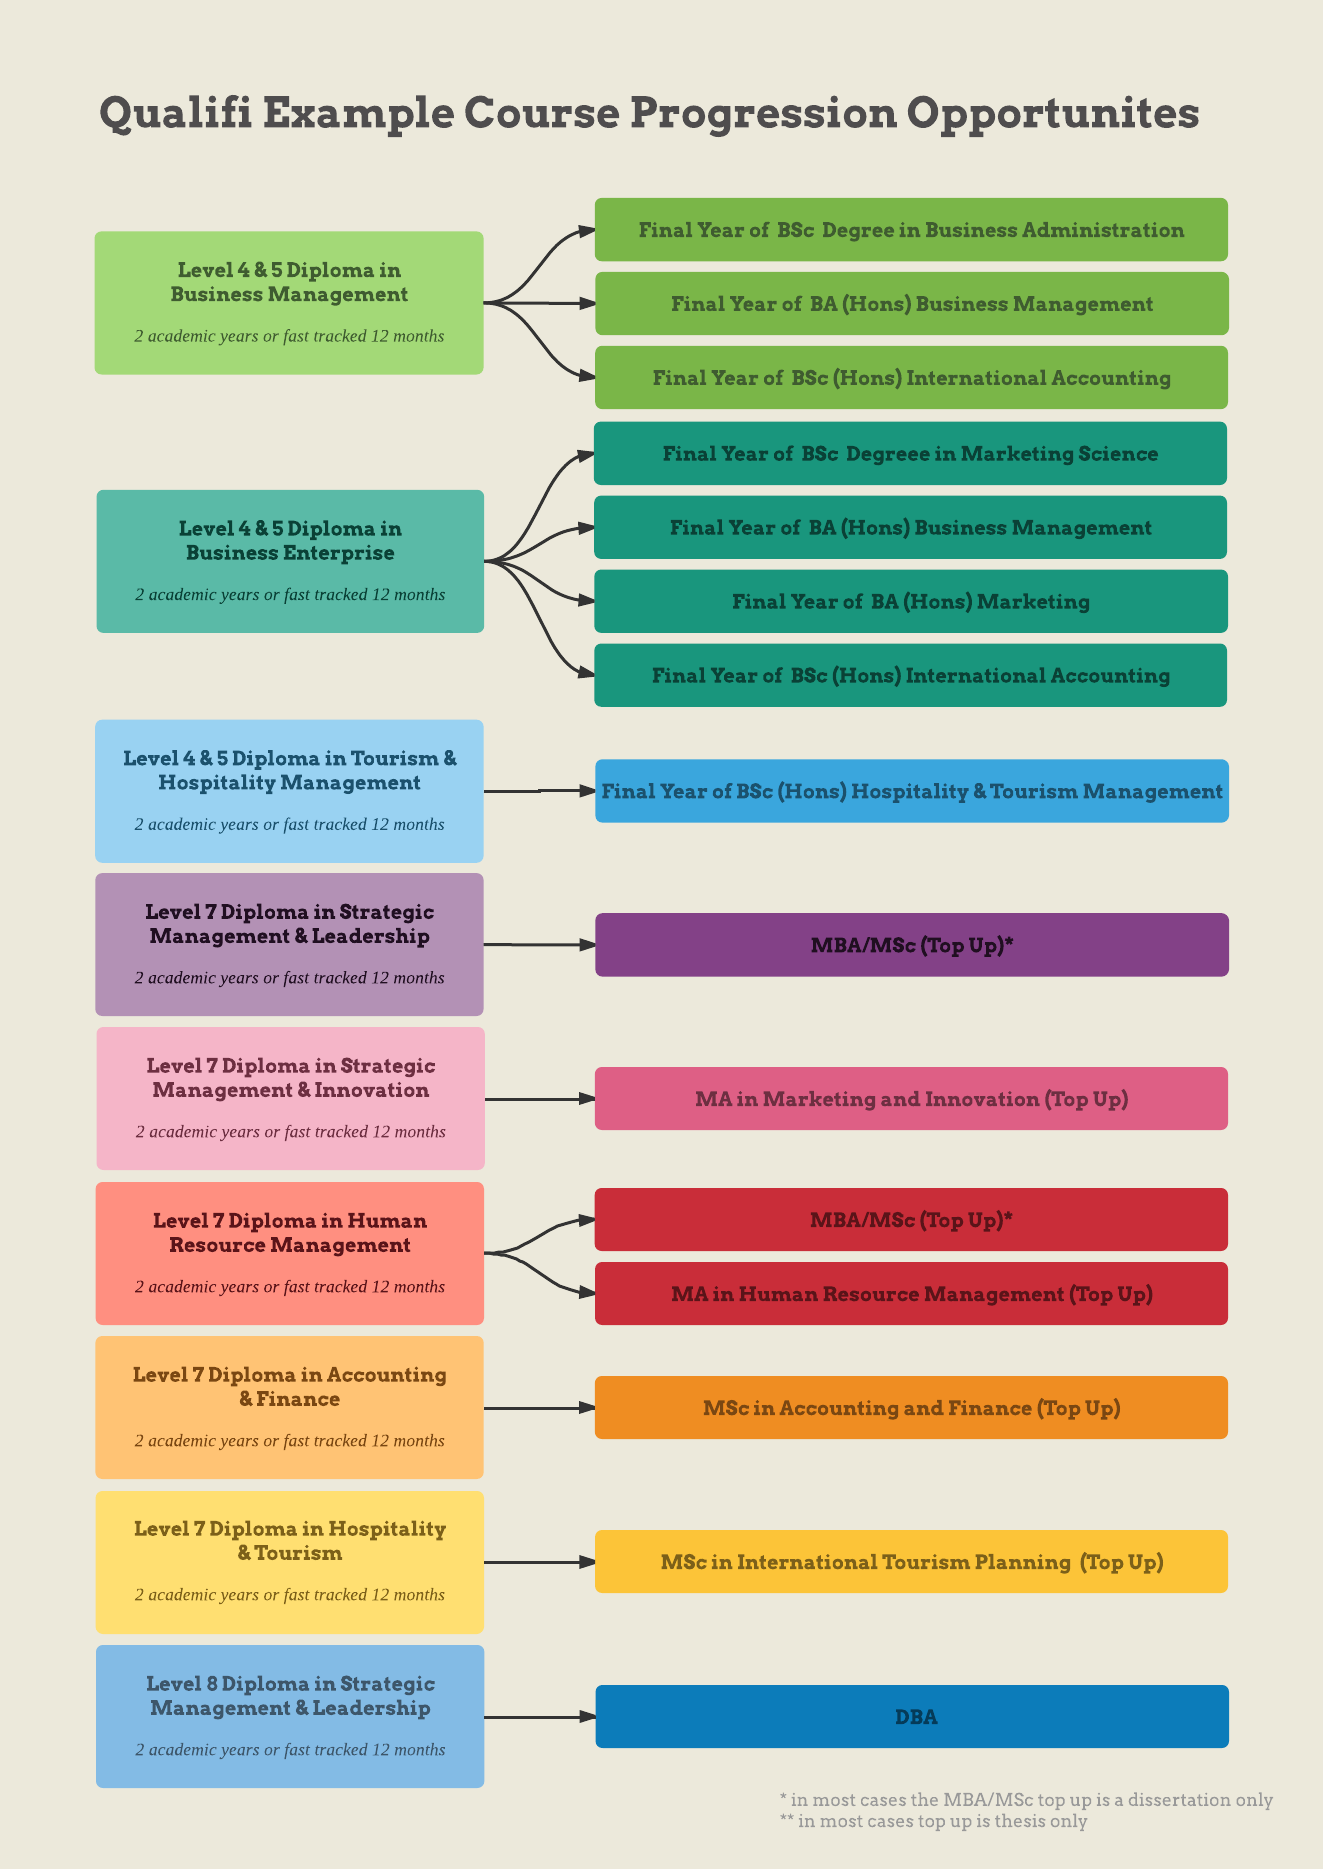 Qualifi Example Course Progression Opportunites
Level 4 & 5 Diploma in
Business Management
2 academic years or fast tracked 12 months
Final Year of BSc Degree in Business Administration
Final Year of BA (Hons) Business Management
Final Year of BSc (Hons) International Accounting
Level 4 & 5 Diploma in
Business Enterprise
2 academic years or fast tracked 12 months
Final Year of BSc Degreee in Marketing Science
Final Year of BA (Hons) Business Management
Final Year of BA (Hons) Marketing
Final Year of BSc (Hons) International Accounting
Level 4 & 5 Diploma in Tourism &
Hospitality Management
2 academic years or fast tracked 12 months
Final Year of BSc (Hons) Hospitality & Tourism Management
Level 7 Diploma in Strategic
Management & Leadership
2 academic years or fast tracked 12 months
MBA/MSc (Top Up)*
Level 7 Diploma in Strategic
Management & Innovation
2 academic years or fast tracked 12 months
MA in Marketing and Innovation (Top Up)
Level 7 Diploma in Human
Resource Management
2 academic years or fast tracked 12 months
MBA/MSc (Top Up)*
MA in Human Resource Management (Top Up)
Level 7 Diploma in Accounting
& Finance
2 academic years or fast tracked 12 months
MSc in Accounting and Finance (Top Up)
Level 7 Diploma in Hospitality
& Tourism
2 academic years or fast tracked 12 months
MSc in International Tourism Planning (Top Up)
Level 8 Diploma in Strategic
Management & Leadership
2 academic years or fast tracked 12 months
DBA
* in most cases the MBA/MSc top up is a dissertation only
** in most cases top up is thesis only